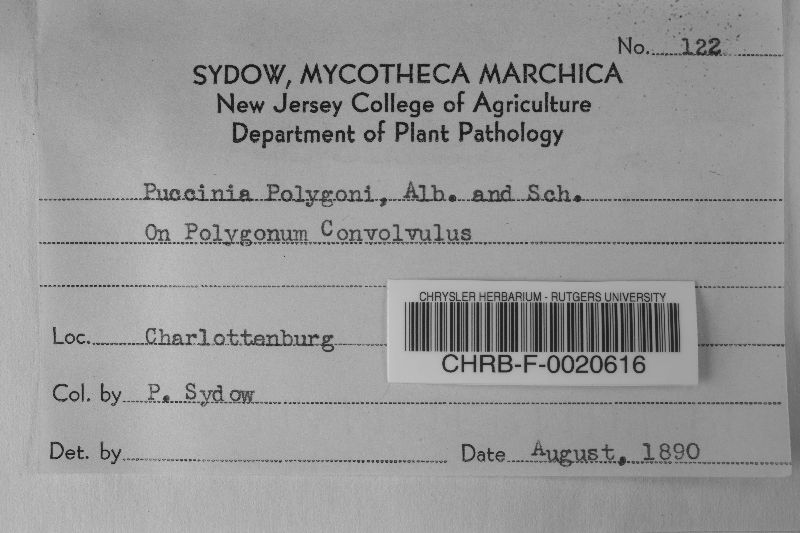 No. 122
SYDOW, MYCOTHECA MARCHICA
New Jersey College of Agriculture
Department of Plant Pathology
Puccinia Polygoni, Alb. and Sch.
On Polygonum Convolvulus
CHRYSLER HERBARIUM - RUTGERS UNIVERSITY
CHRB-F-0020616
Loc. Charlottenburg
Col. by P. Sydow
Det. by
Date August, 1890